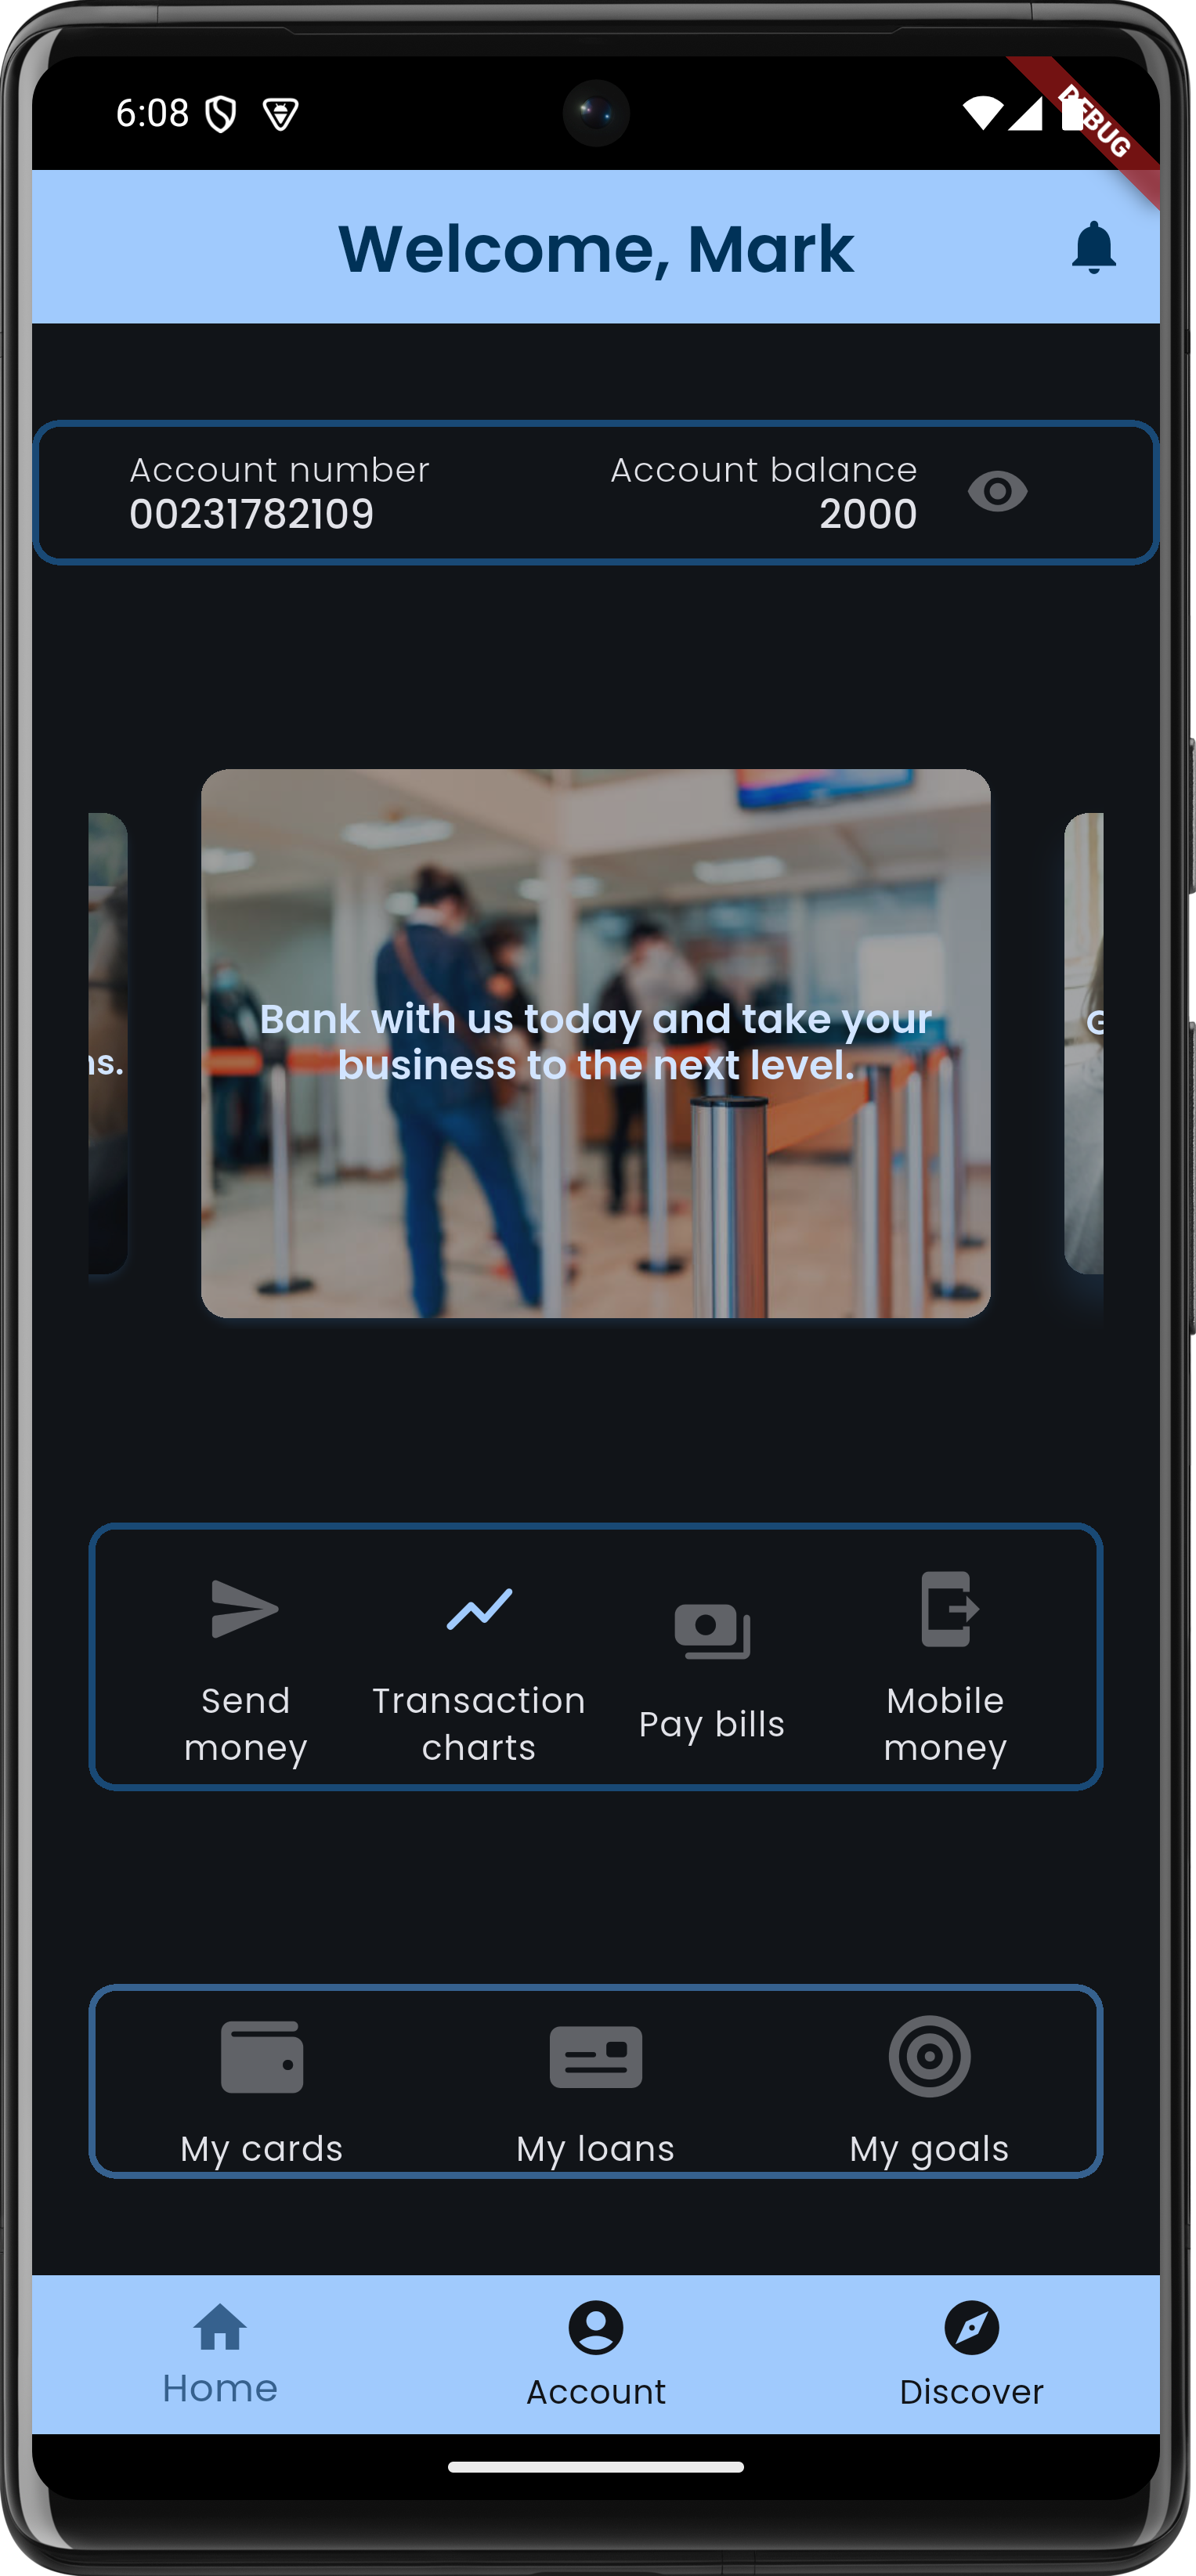 6:08
DEBUG
Welcome, Mark
Account number
00231782109
Account balance
2000
Bank with us today and take your
business to the next level.
ns.
G
Send
money
Transaction
charts
Pay bills
Mobile
money
My cards
My loans
My goals
Home
Account
Discover